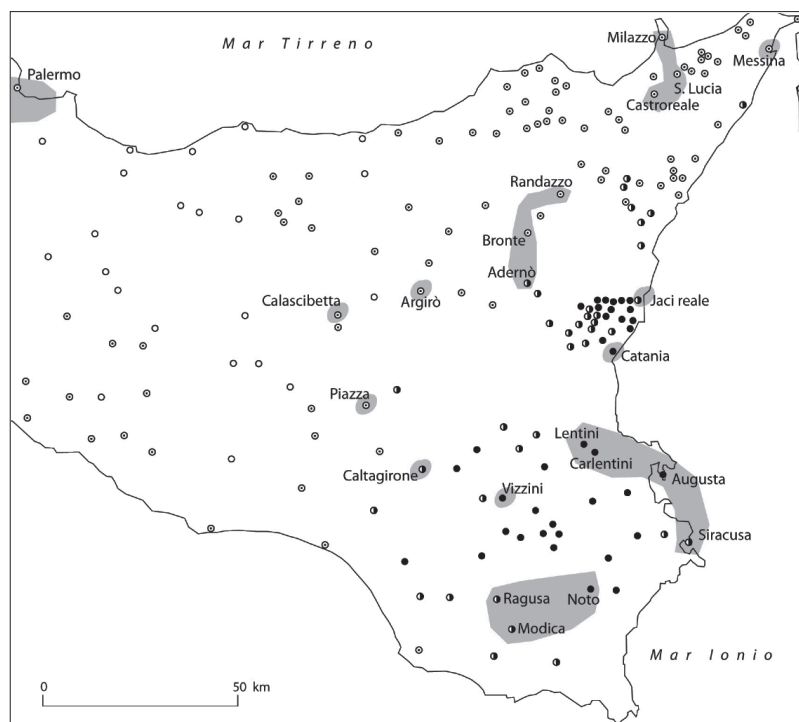 Mar Tirreno
Milazzo
Messina
Palermo
S. Lucia
Castroreale
Randazzo
Bronte
Adernò
Calascibetta
Argirò
Jaci reale
Catania
Piazza
Lentini
Carlentini
Caltagirone
Vizzini
Augusta
Siracusa
Ragusa
Noto
Modica
Mar Ionio
0 50 km